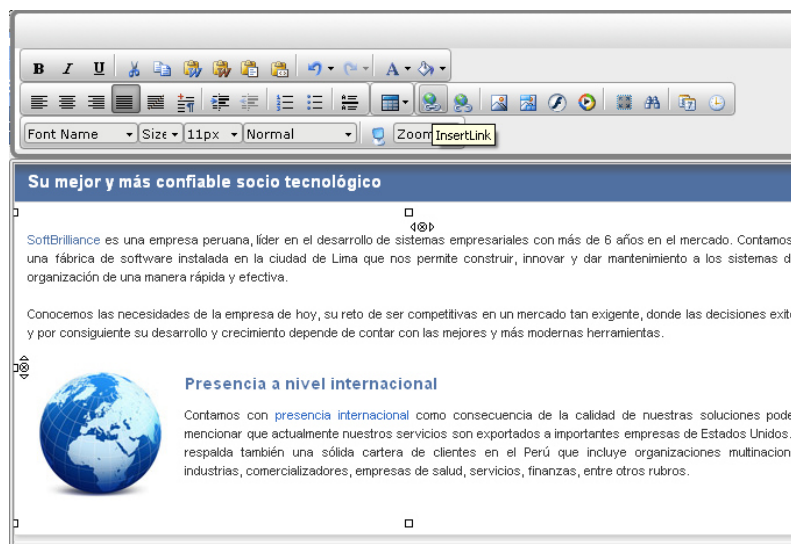 B I U A
Font Name Size 11px Normal Zoom InsertLink
Su mejor y más confiable socio tecnológico
SoftBrilliance es una empresa peruana, líder en el desarrollo de sistemas empresariales con más de 6 años en el mercado. Contamos
una fábrica de software instalada en la ciudad de Lima que nos permite construir, innovar y dar mantenimiento a los sistemas d
organización de una manera rápida y efectiva.
Conocemos las necesidades de la empresa de hoy, su reto de ser competitivas en un mercado tan exigente, donde las decisiones exit
y por consiguiente su desarrollo y crecimiento depende de contar con las mejores y más modernas herramientas.
Presencia a nivel internacional
Contamos con presencia internacional como consecuencia de la calidad de nuestras soluciones pode
mencionar que actualmente nuestros servicios son exportados a importantes empresas de Estados Unidos.
respalda también una sólida cartera de clientes en el Perú que incluye organizaciones multinacion
industrias, comercializadores, empresas de salud, servicios, finanzas, entre otros rubros.